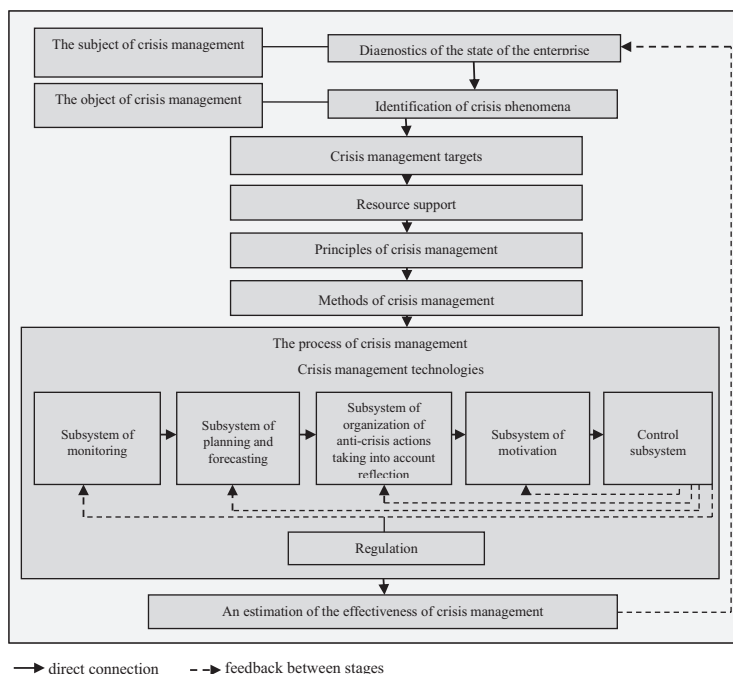 The subject of crisis management
Diagnostics of the state of the enterprise
The object of crisis management
Identification of crisis phenomena
Crisis management targets
Resource support
Principles of crisis management
Methods of crisis management
The process of crisis management
Crisis management technologies
Subsystem of
monitoring
Subsystem of
planning and
forecasting
Subsystem of
organization of
anti-crisis actions
taking into account
reflection
Subsystem of
motivation
Control
subsystem
Regulation
An estimation of the effectiveness of crisis management
direct connection
feedback between stages